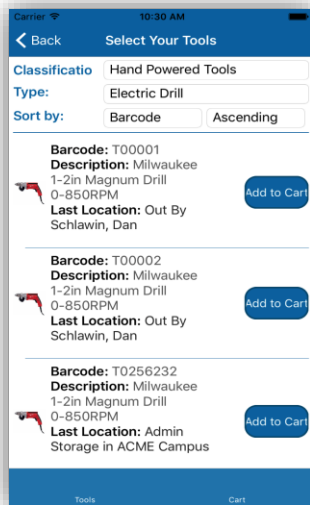 Carrier 10:30 AM
Back Select Your Tools
Classificatio Hand Powered Tools
Type: Electric Drill
Sort by: Barcode Ascending
Barcode: T00001
Description: Milwaukee
1-2in Magnum Drill
0-850RPM
Last Location: Out By
Schlawin, Dan
Add to Cart
Barcode: T00002
Description: Milwaukee
1-2in Magnum Drill
0-850RPM
Last Location: Out By
Schlawin, Dan
Add to Cart
Barcode: T0256232
Description: Milwaukee
1-2in Magnum Drill
0-850RPM
Last Location: Admin
Storage in ACME Campus
Add to Cart
Tools Cart